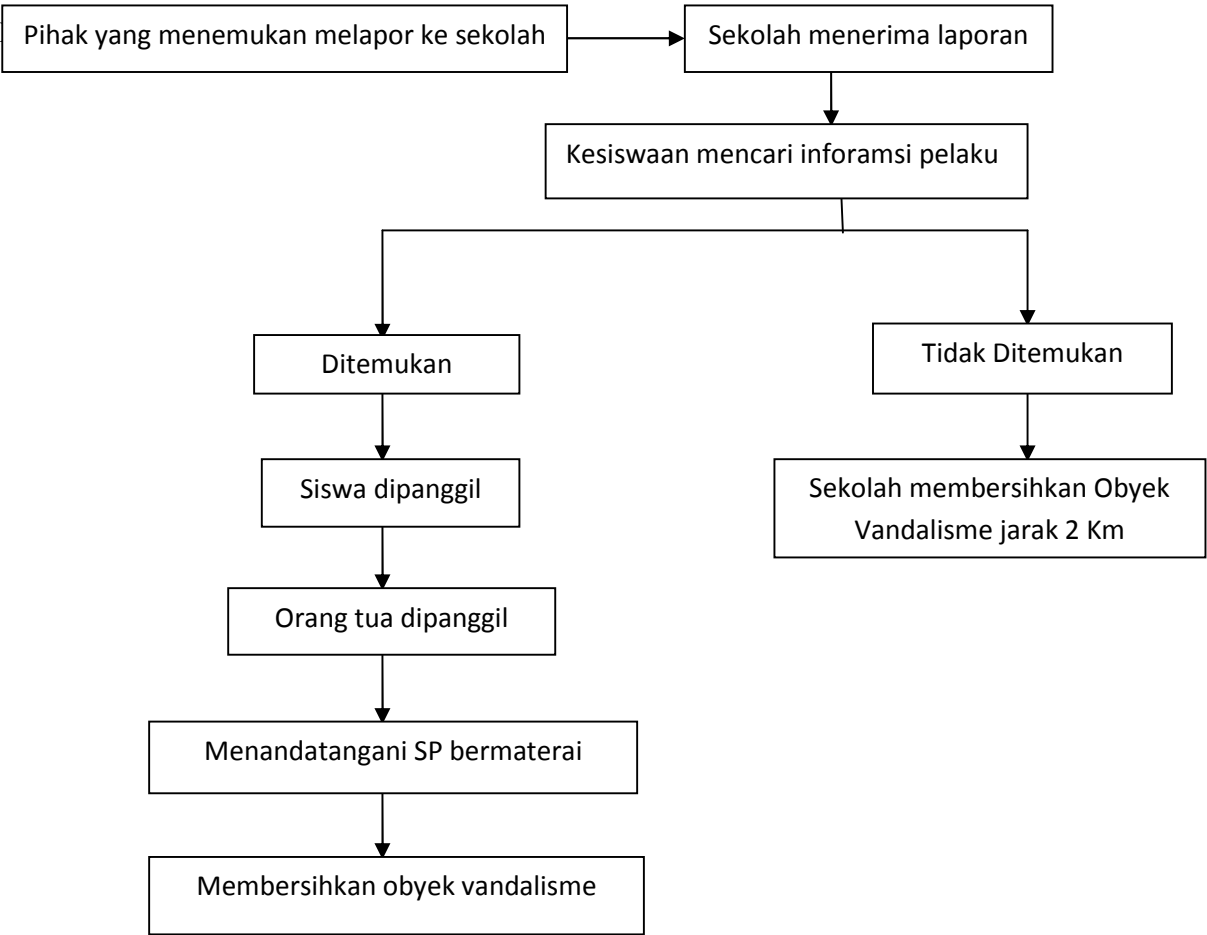 Pihak yang menemukan melapor ke sekolah
Sekolah menerima laporan
Kesiswaan mencari inforamsi pelaku
Ditemukan
Tidak Ditemukan
Siswa dipanggil
Sekolah membersihkan Obyek
Vandalisme jarak 2 Km
Orang tua dipanggil
Menandatangani SP bermaterai
Membersihkan obyek vandalisme